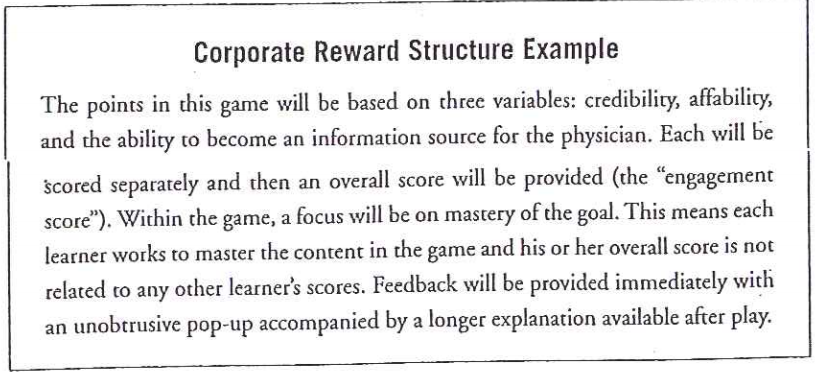 Corporate Reward Structure Example
The points in this game will be based on three variables: credibility, affability,
and the ability to become an information source for the physician. Each will be
scored separately and then an overall score will be provided (the “engagement
score”). Within the game, a focus will be on mastery of the goal. This means each
learner works to master the content in the game and his or her overall score is not
related to any other learner’s scores. Feedback will be provided immediately with
an unobtrusive pop-up accompanied by a longer explanation available after play.